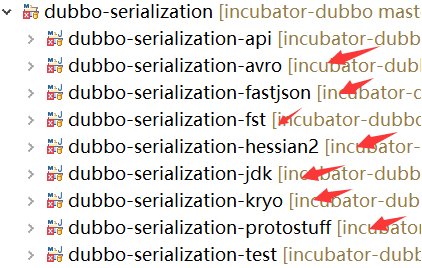 dubbo-serialization [incubator-dubbo mast
dubbo-serialization-api [incubator-dubb
dubbo-serialization-avro [incubator-dub
dubbo-serialization-fastjson [incubator-d
dubbo-serialization-fst [incubator-dubbo
dubbo-serialization-hessian2 [incubator-
dubbo-serialization-jdk [incubator-dubbo
dubbo-serialization-kryo [incubator-dubb
dubbo-serialization-protostuff [incubator
dubbo-serialization-test [incubator-dubb